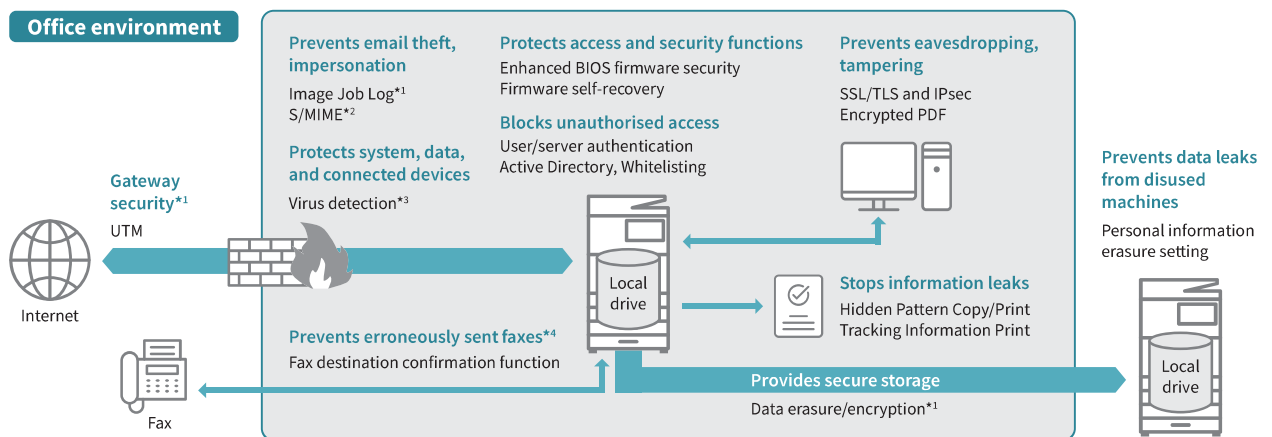 Office environment
Prevents email theft,
impersonation
Image Job Log*1
S/MIME*2
Protects system, data,
and connected devices
Virus detection*3
Protects access and security functions
Enhanced BIOS firmware security
Firmware self-recovery
Blocks unauthorised access
User/server authentication
Active Directory, Whitelisting
Prevents eavesdropping,
tampering
SSL/TLS and IPsec
Encrypted PDF
Gateway
security*1
UTM
Internet
Local
drive
Stops information leaks
Hidden Pattern Copy/Print
Tracking Information Print
Prevents data leaks
from disused
machines
Personal information
erasure setting
Local
drive
Prevents erroneously sent faxes*4
Fax destination confirmation function
Fax
Provides secure storage
Data erasure/encryption*1